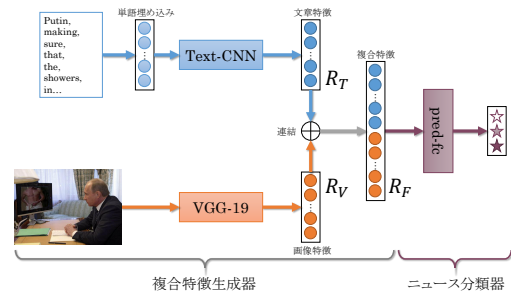 Putin,
making,
sure,
that,
the,
showers,
in...
単語埋め込み
Text-CNN
文章特徴
R_T
複合特徴
連結
pred-fc
VGG-19
R_V
R_F
画像特徴
複合特徴生成器
ニュース分類器